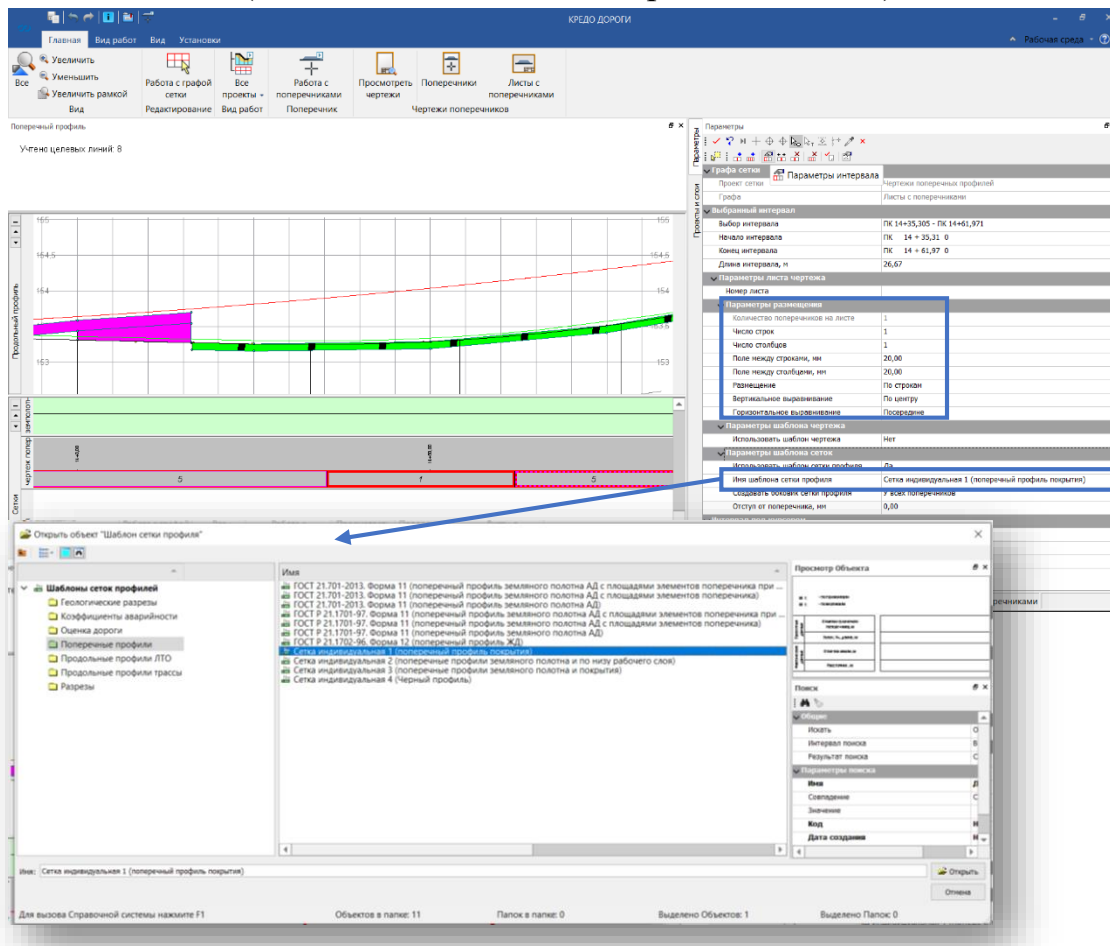 КРЕДО ДОРОГИ
Главная Вид работ Вид Установки
Рабочая среда
Все
Увеличить
Уменьшить
Увеличить рамкой
Работа с графой сетки
Все проекты
Работа с поперечниками
Просмотреть чертежи
Поперечники
Листы с поперечниками
Вид
Редактирование
Вид работ
Поперечник
Чертежи поперечников
Поперечный профиль
Учтено целевых линий: 8
Продольный профиль
155
154,5
154
153
155
154,5
154
153,5
153
5
f
5
Сетки
Параметры
Проекты и слои
Параметры
Графа сетки
Параметры интервала
Проект сетки Чертежи поперечных профилей
Графа Листы с поперечниками
Выбранный интервал
Выбор интервала ПК 14+35,305 - ПК 14+61,971
Начало интервала ПК 14 + 35,31 0
Конец интервала ПК 14 + 61,97 0
Длина интервала, м 26,67
Параметры листа чертежа
Номер листа
Параметры размещения
Количество поперечников на листе 1
Число строк 1
Число столбцов 1
Поле между строками, мм 20,00
Поле между столбцами, мм 20,00
Размещение По строкам
Вертикальное выравнивание По центру
Горизонтальное выравнивание Посередине
Параметры шаблона чертежа
Использовать шаблон чертежа Нет
Параметры шаблона сеток
Использовать шаблон сетки профиля Да
Имя шаблона сетки профиля Сетка индивидуальная 1 (поперечный профиль покрытия)
Создавать боковик сетки профиля У всех поперечников
Отступ от поперечника, мм 0,00
Открыть объект "Шаблон сетки профиля"
Шаблоны сеток профилей
Геологические разрезы
Коэффициенты аварийности
Оценка дороги
Поперечные профили
Продольные профили ЛТО
Продольные профили трассы
Разрезы
Имя
ГОСТ 21.701-2013. Форма 11 (поперечный профиль земляного полотна АД с площадями элементов поперечника при ...
ГОСТ 21.701-2013. Форма 11 (поперечный профиль земляного полотна АД с площадями элементов поперечника)
ГОСТ 21.701-2013. Форма 11 (поперечный профиль земляного полотна АД)
ГОСТ Р 21.1701-97. Форма 11 (поперечный профиль земляного полотна АД с площадями элементов поперечника при ...
ГОСТ Р 21.1701-97. Форма 11 (поперечный профиль земляного полотна АД с площадями элементов поперечника)
ГОСТ Р 21.1701-97. Форма 11 (поперечный профиль земляного полотна АД)
ГОСТ Р 21.1702-96. Форма 12 (поперечный профиль ЖД)
Сетка индивидуальная 1 (поперечный профиль покрытия)
Сетка индивидуальная 2 (поперечные профили земляного полотна и по низу рабочего слоя)
Сетка индивидуальная 3 (поперечные профили земляного полотна и покрытия)
Сетка индивидуальная 4 (Черный профиль)
Просмотр Объекта
Поиск
Общие
Искать
Интервал поиска
Результат поиска
Параметры поиска
Имя
Совпадение
Значение
Код
Дата создания
Имя: Сетка индивидуальная 1 (поперечный профиль покрытия)
Открыть
Отмена
Для вызова Справочной системы нажмите F1 Объектов в папке: 11 Папок в папке: 0 Выделено Объектов: 1 Выделено Папок: 0